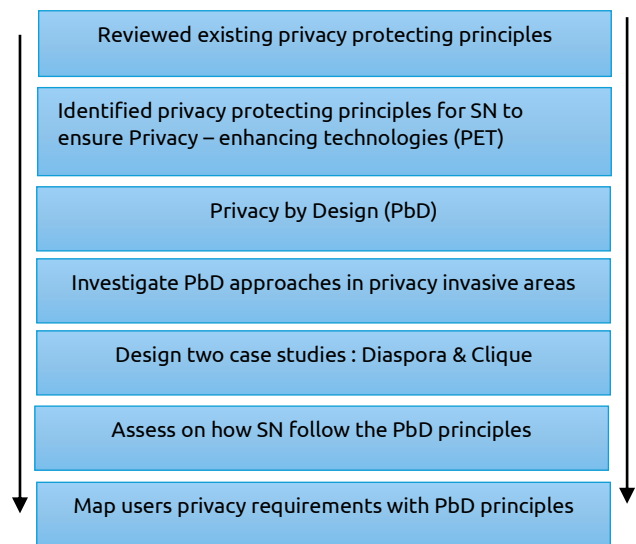 Reviewed existing privacy protecting principles
Identified privacy protecting principles for SN to
ensure Privacy – enhancing technologies (PET)
Privacy by Design (PbD)
Investigate PbD approaches in privacy invasive areas
Design two case studies : Diaspora & Clique
Assess on how SN follow the PbD principles
Map users privacy requirements with PbD principles